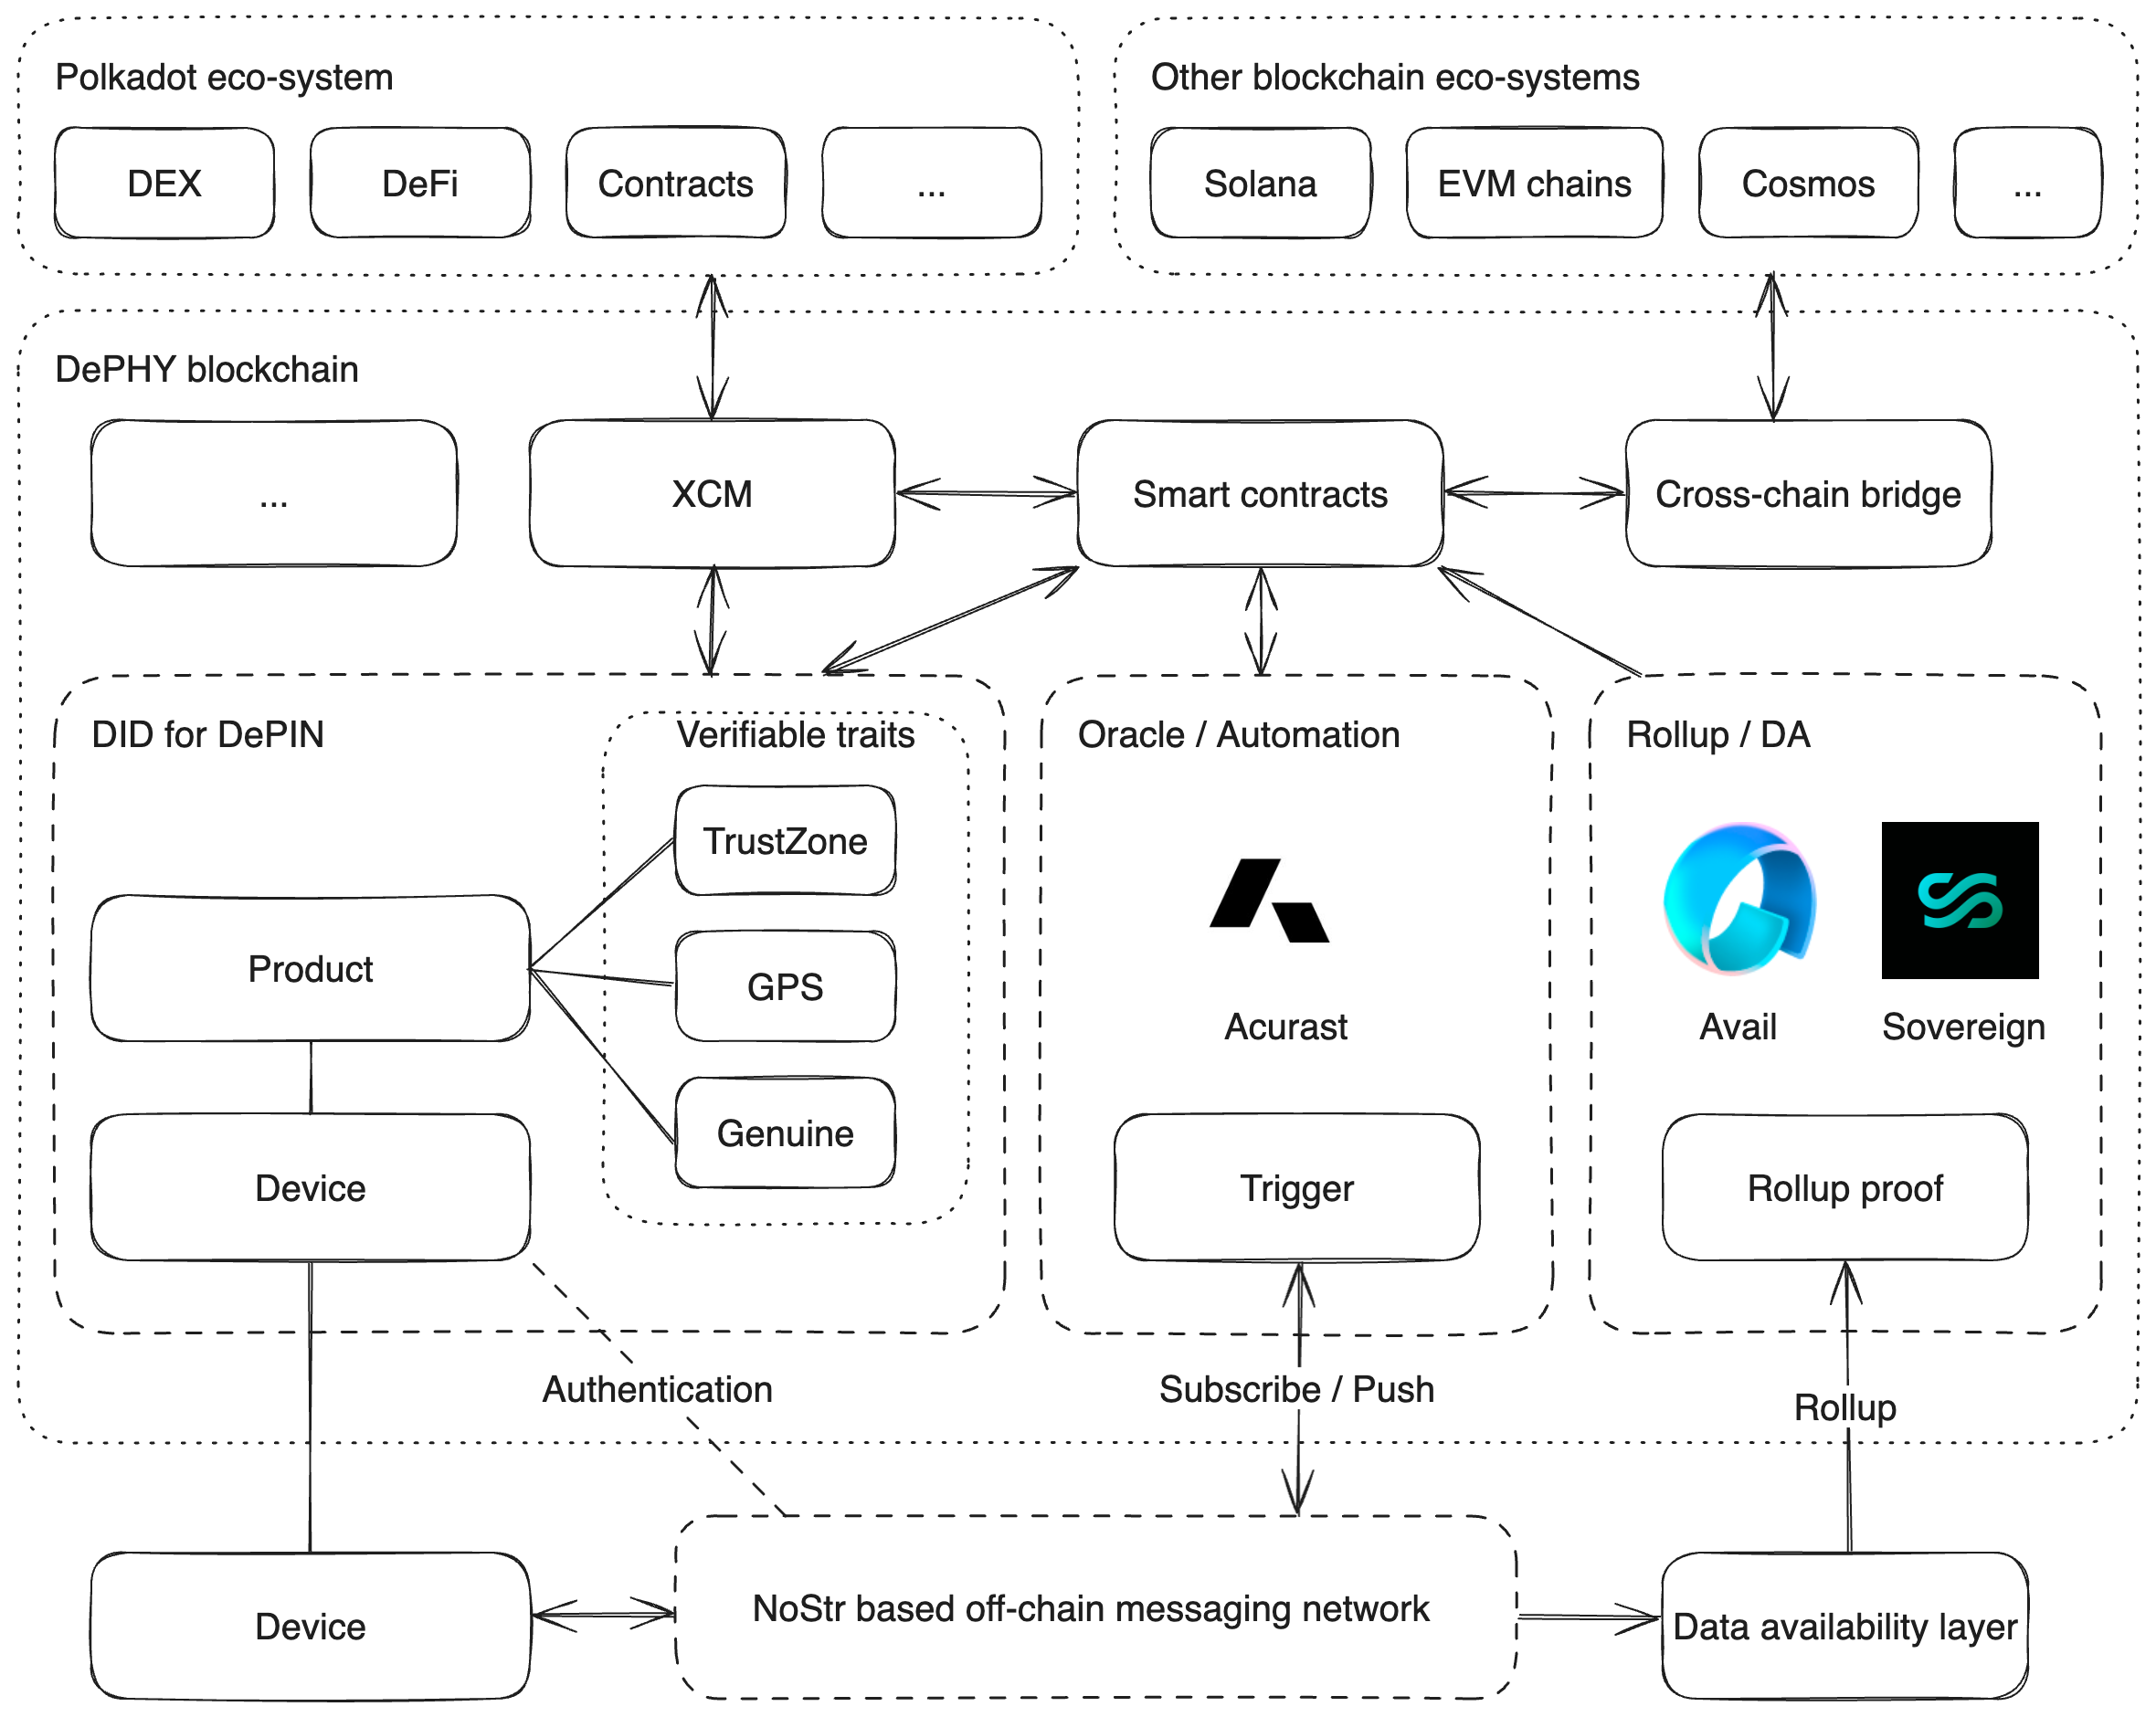 Polkadot eco-system
DEX
DeFi
Contracts
...
Other blockchain eco-systems
Solana
EVM chains
Cosmos
...
DePHY blockchain
...
XCM
Smart contracts
Cross-chain bridge
DID for DePIN
Verifiable traits
TrustZone
GPS
Genuine
Product
Device
Oracle / Automation
Acurast
Trigger
Rollup / DA
Avail
Sovereign
Rollup proof
Authentication
Subscribe / Push
Rollup
Device
NoStr based off-chain messaging network
Data availability layer